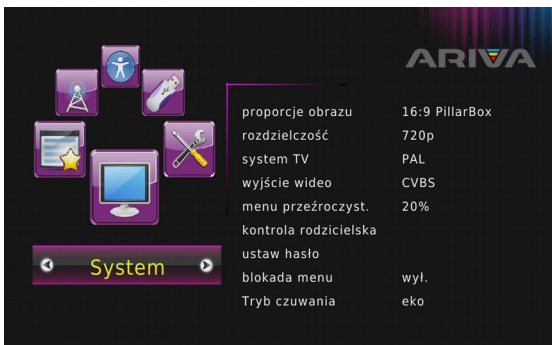 ARIVA
proporcje obrazu 16:9 PillarBox
rozdzielczość 720p
system TV PAL
wyjście wideo CVBS
menu przeźroczyst. 20%
kontrola rodzicielska
ustaw hasło
blokada menu wył.
Tryb czuwania eko
System